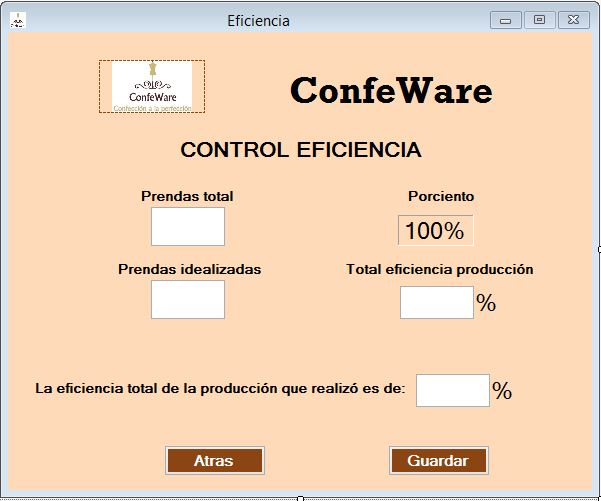 Eficiencia
ConfeWare
Confección a la perfección
ConfeWare
CONTROL EFICIENCIA
Prendas total
Porciento
100%
Prendas idealizadas
Total eficiencia producción
%
La eficiencia total de la producción que realizó es de:
%
Atras
Guardar